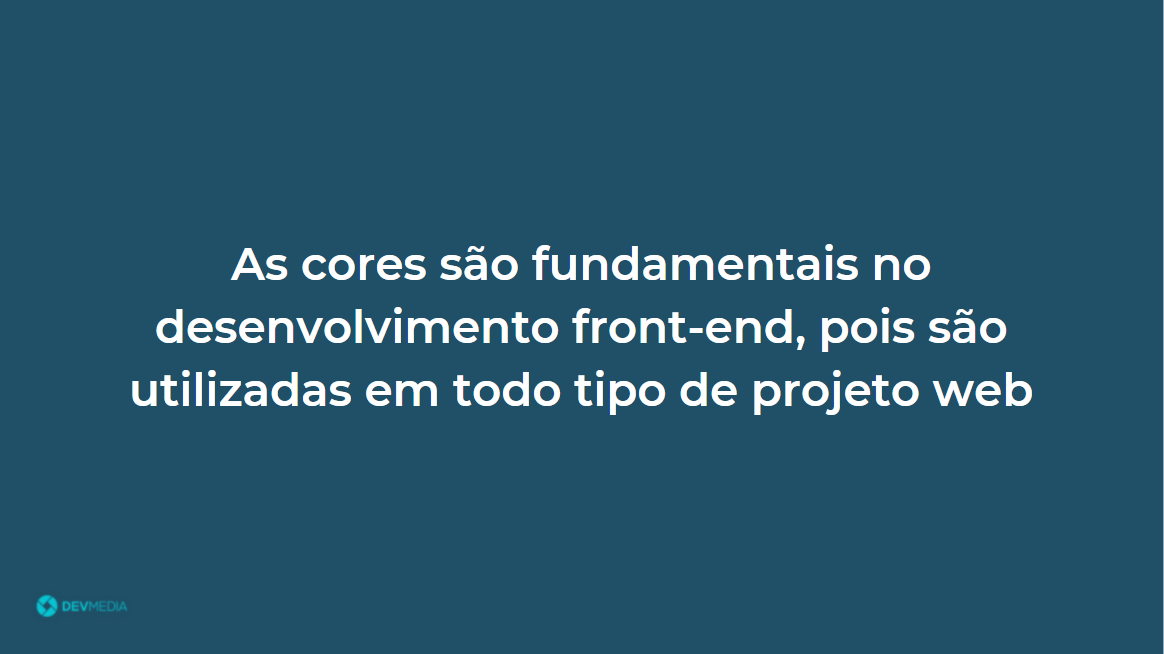 As cores são fundamentais no
desenvolvimento front-end, pois são
utilizadas em todo tipo de projeto web
DEVMEDIA